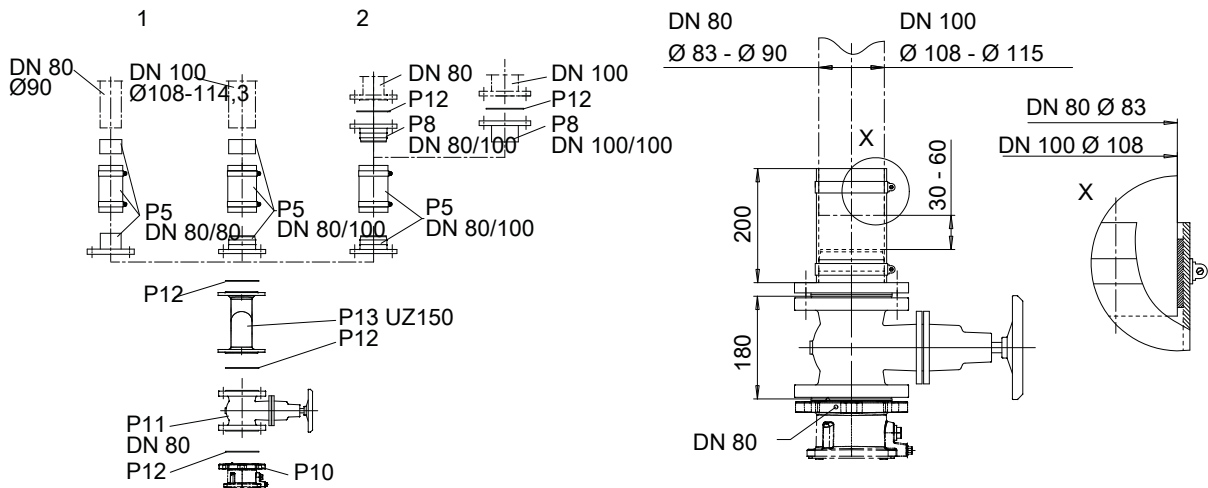 1
2
DN 80
Ø90
DN 100
Ø108-114,3
DN 80
P12
P8
DN 80/100
DN 100
P12
P8
DN 100/100
P5
DN 80/80
P5
DN 80/100
P5
DN 80/100
P12
P13 UZ150
P12
P11
DN 80
P12
P10
DN 80
Ø 83 - Ø 90
DN 100
Ø 108 - Ø 115
X
30 - 60
200
180
DN 80
DN 80 Ø 83
DN 100 Ø 108
X